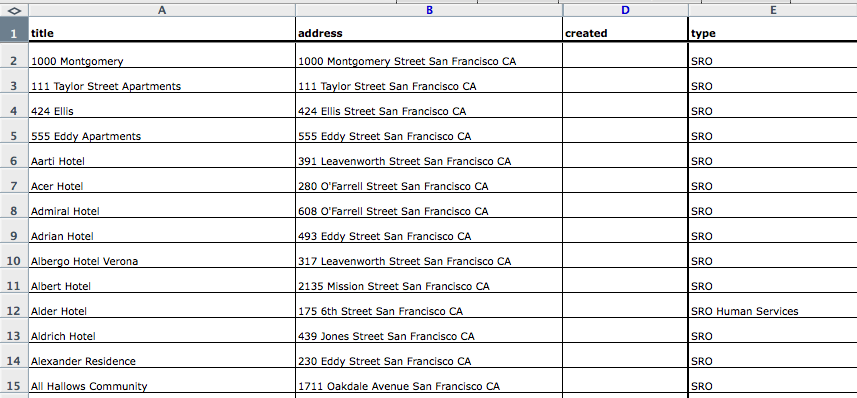 A B D E
1 title address created type
2 1000 Montgomery 1000 Montgomery Street San Francisco CA SRO
3 111 Taylor Street Apartments 111 Taylor Street San Francisco CA SRO
4 424 Ellis 424 Ellis Street San Francisco CA SRO
5 555 Eddy Apartments 555 Eddy Street San Francisco CA SRO
6 Aarti Hotel 391 Leavenworth Street San Francisco CA SRO
7 Acer Hotel 280 O'Farrell Street San Francisco CA SRO
8 Admiral Hotel 608 O'Farrell Street San Francisco CA SRO
9 Adrian Hotel 493 Eddy Street San Francisco CA SRO
10 Albergo Hotel Verona 317 Leavenworth Street San Francisco CA SRO
11 Albert Hotel 2135 Mission Street San Francisco CA SRO
12 Alder Hotel 175 6th Street San Francisco CA SRO Human Services
13 Aldrich Hotel 439 Jones Street San Francisco CA SRO
14 Alexander Residence 230 Eddy Street San Francisco CA SRO
15 All Hallows Community 1711 Oakdale Avenue San Francisco CA SRO